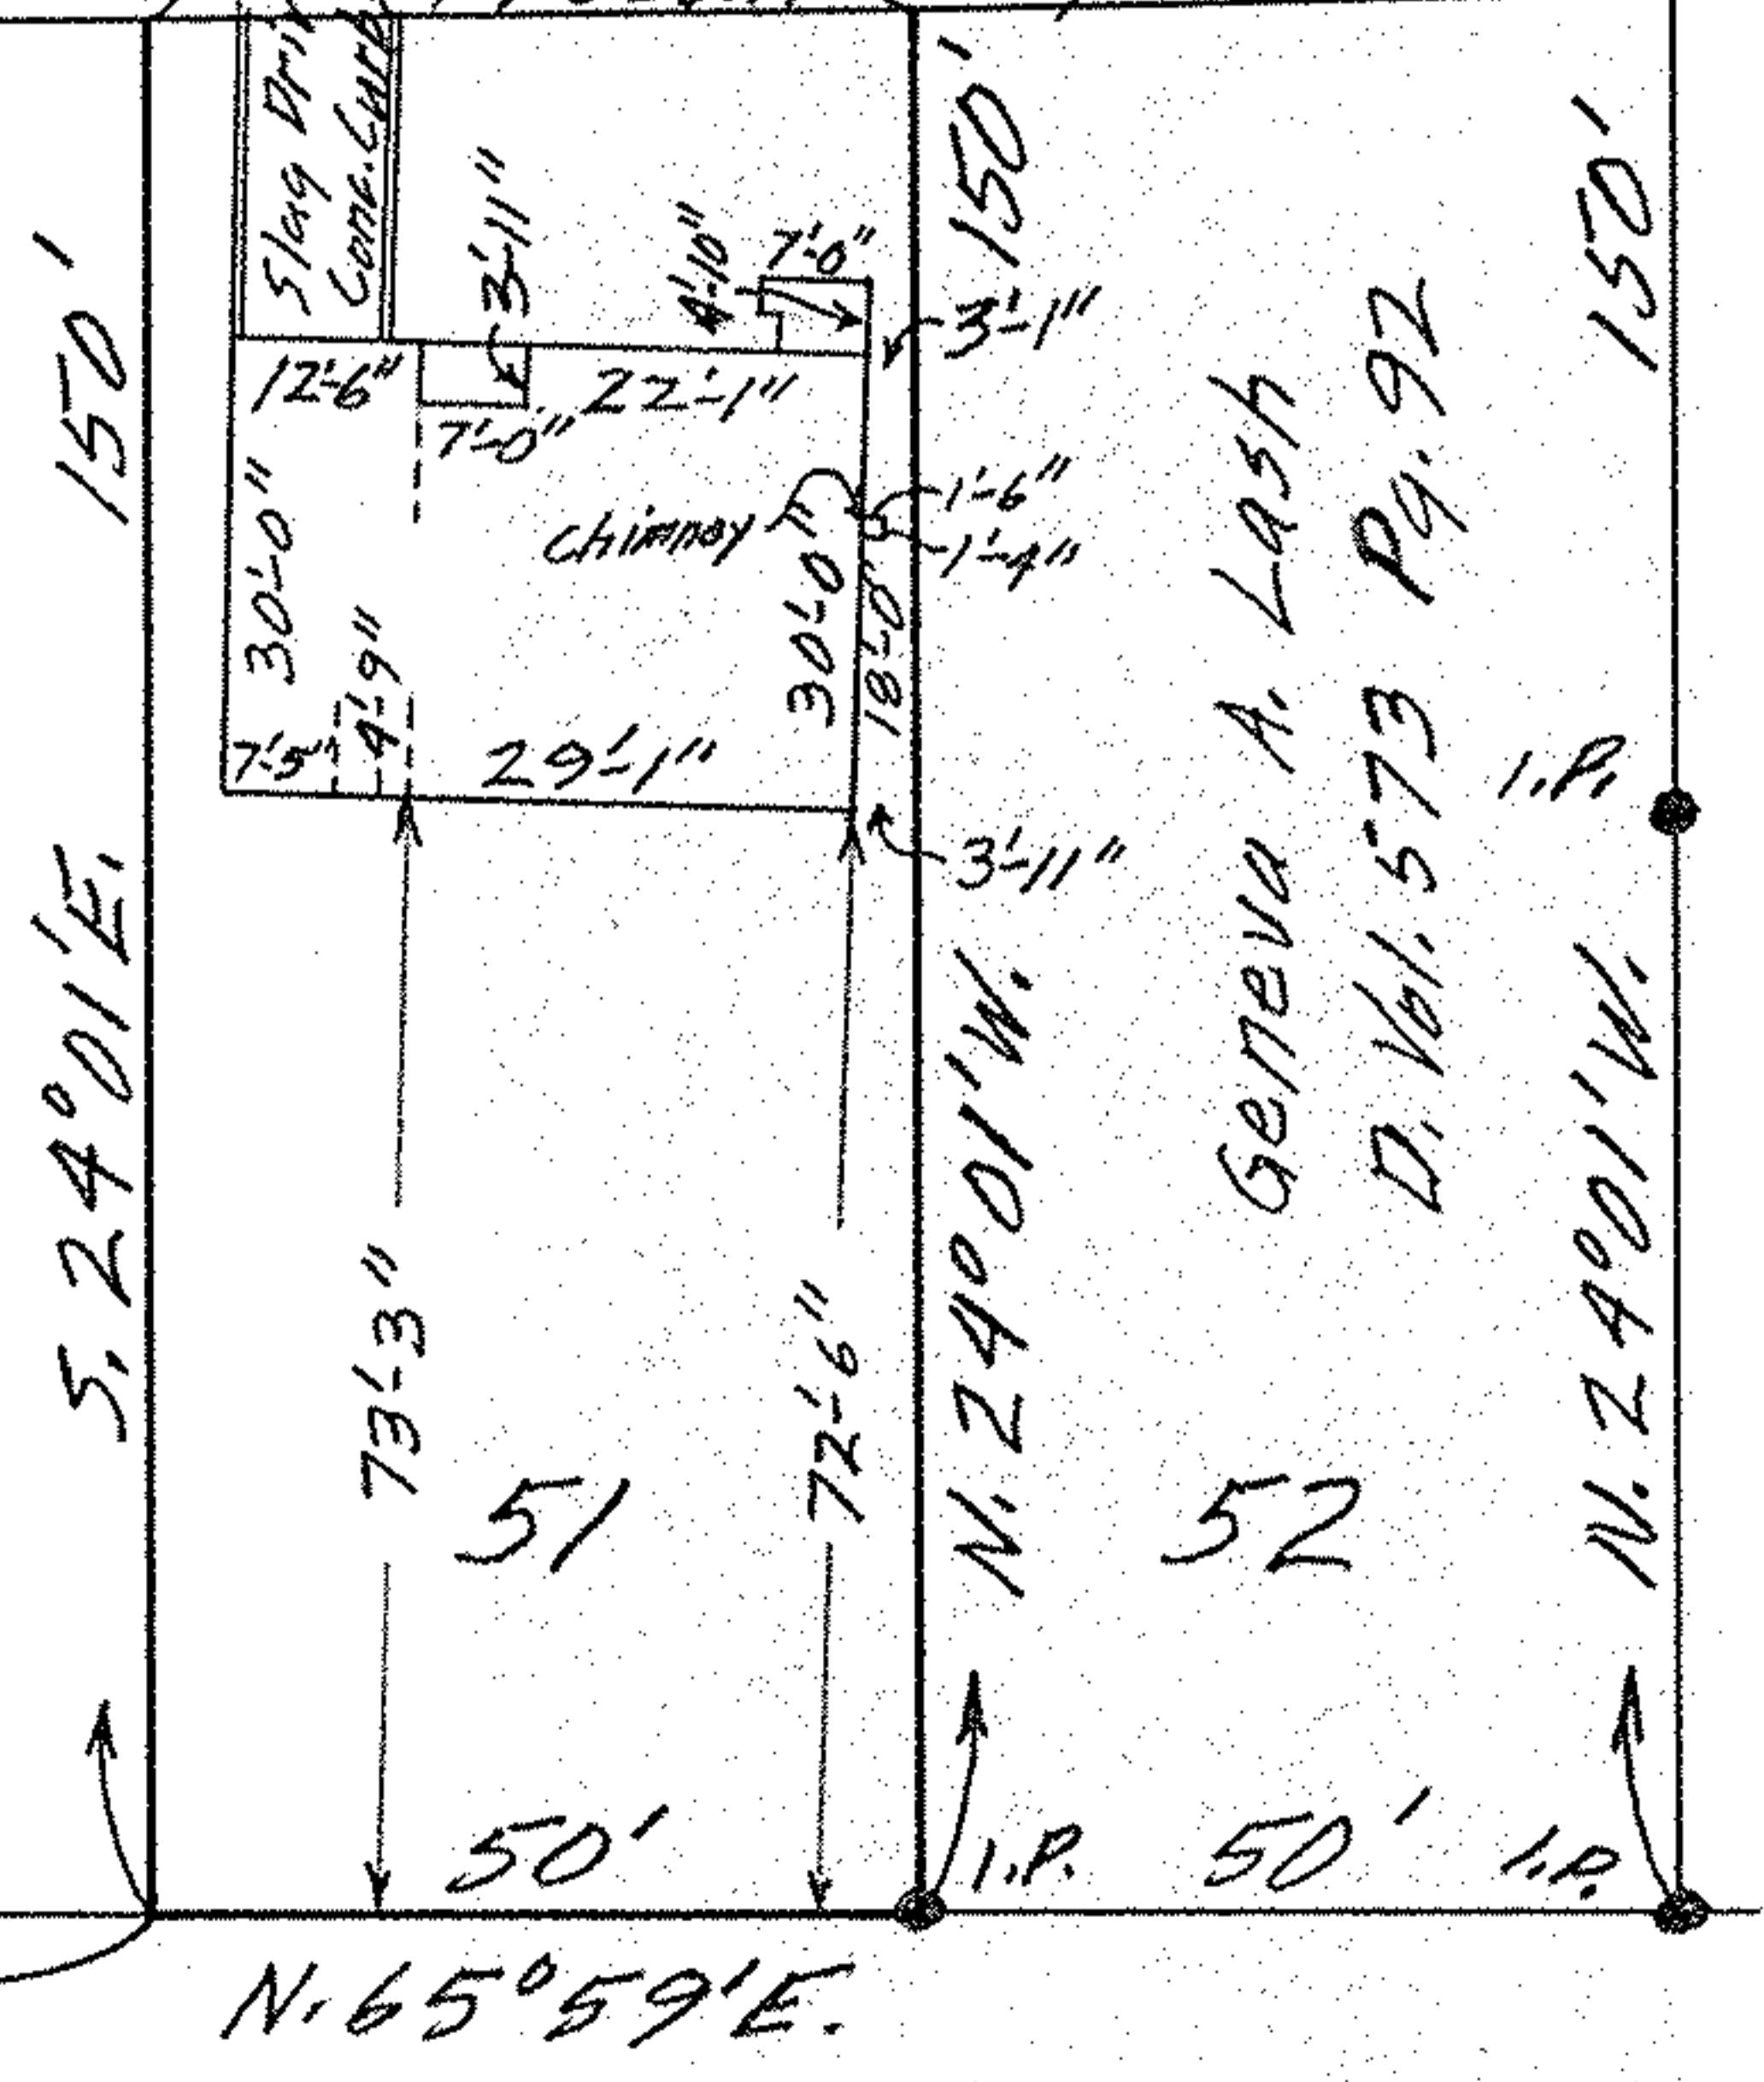 Slag
Conc. Curb
150'
S. 24°01'E.
3'-11"
4'-10"
7'-0"
12'-6"
7'-0"
22'-1"
3'-1"
30'-0"
Chimney
1'-6"
1'-4"
30'-0"
18'-0"
7'-5"
4'-9"
29'-1"
3'-11"
73'-3"
72'-6"
51
50'
N. 65°59'E.
150'
N. 24°01'W.
I.P.
Geneva A. Lash
D. Vol. 573 Pg. 92
52
50'
I.P.
I.P.
150'
N. 24°01'W.